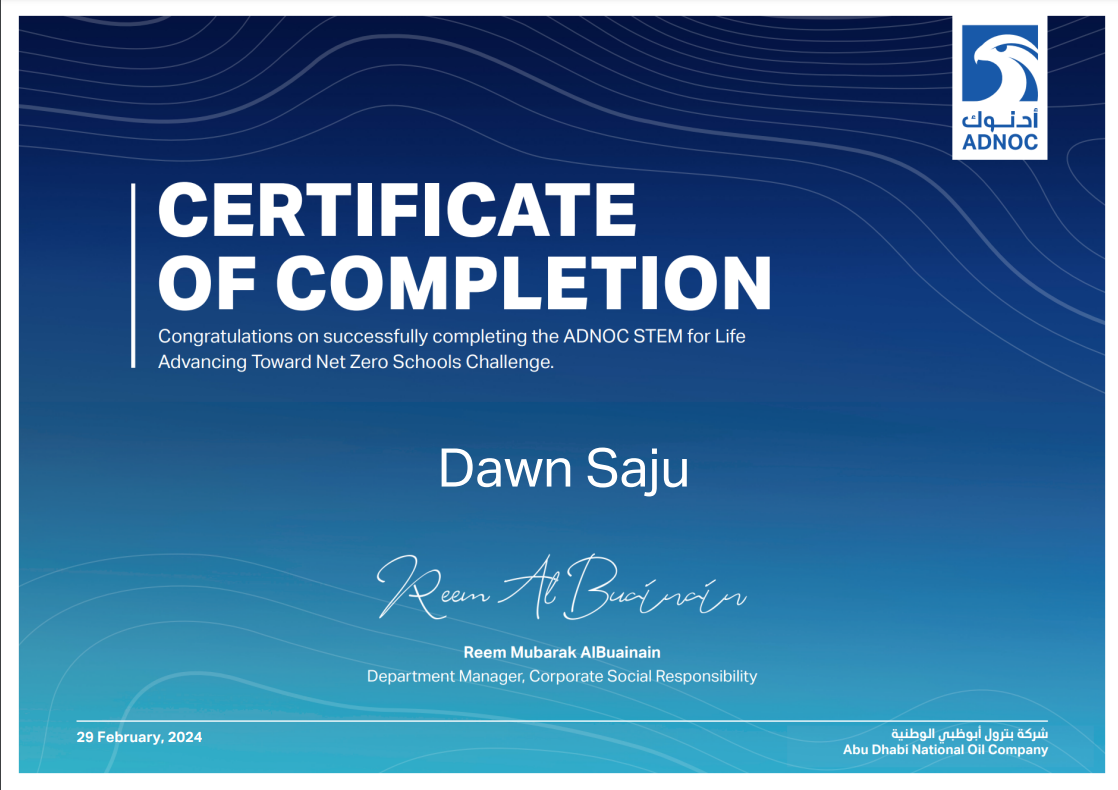 أدنوك
ADNOC
CERTIFICATE
OF COMPLETION
Congratulations on successfully completing the ADNOC STEM for Life
Advancing Toward Net Zero Schools Challenge.
Dawn Saju
Reem Al Buainain
Reem Mubarak AlBuainain
Department Manager, Corporate Social Responsibility
29 February, 2024
شركة بترول أبوظبي الوطنية
Abu Dhabi National Oil Company